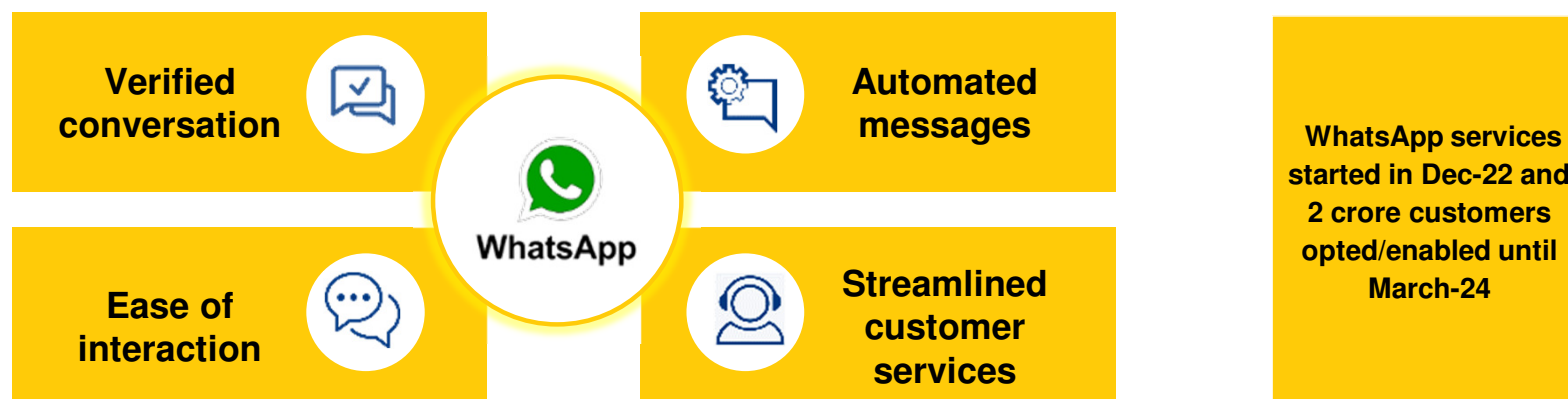 Verified
conversation
Automated
messages
WhatsApp
Ease of
interaction
Streamlined
customer
services
WhatsApp services
started in Dec-22 and
2 crore customers
opted/enabled until
March-24